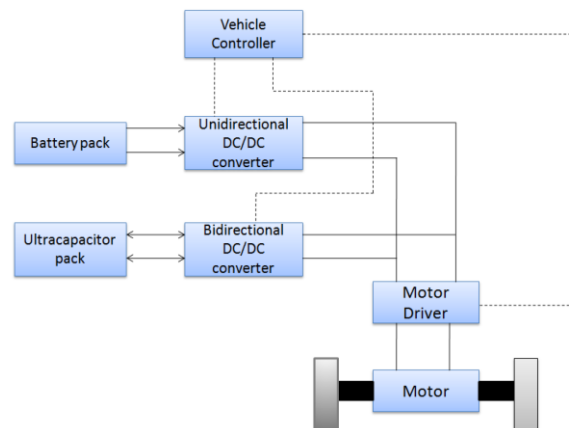 Vehicle
Controller
Battery pack
Unidirectional
DC/DC
converter
Ultracapacitor
pack
Bidirectional
DC/DC
converter
Motor
Driver
Motor